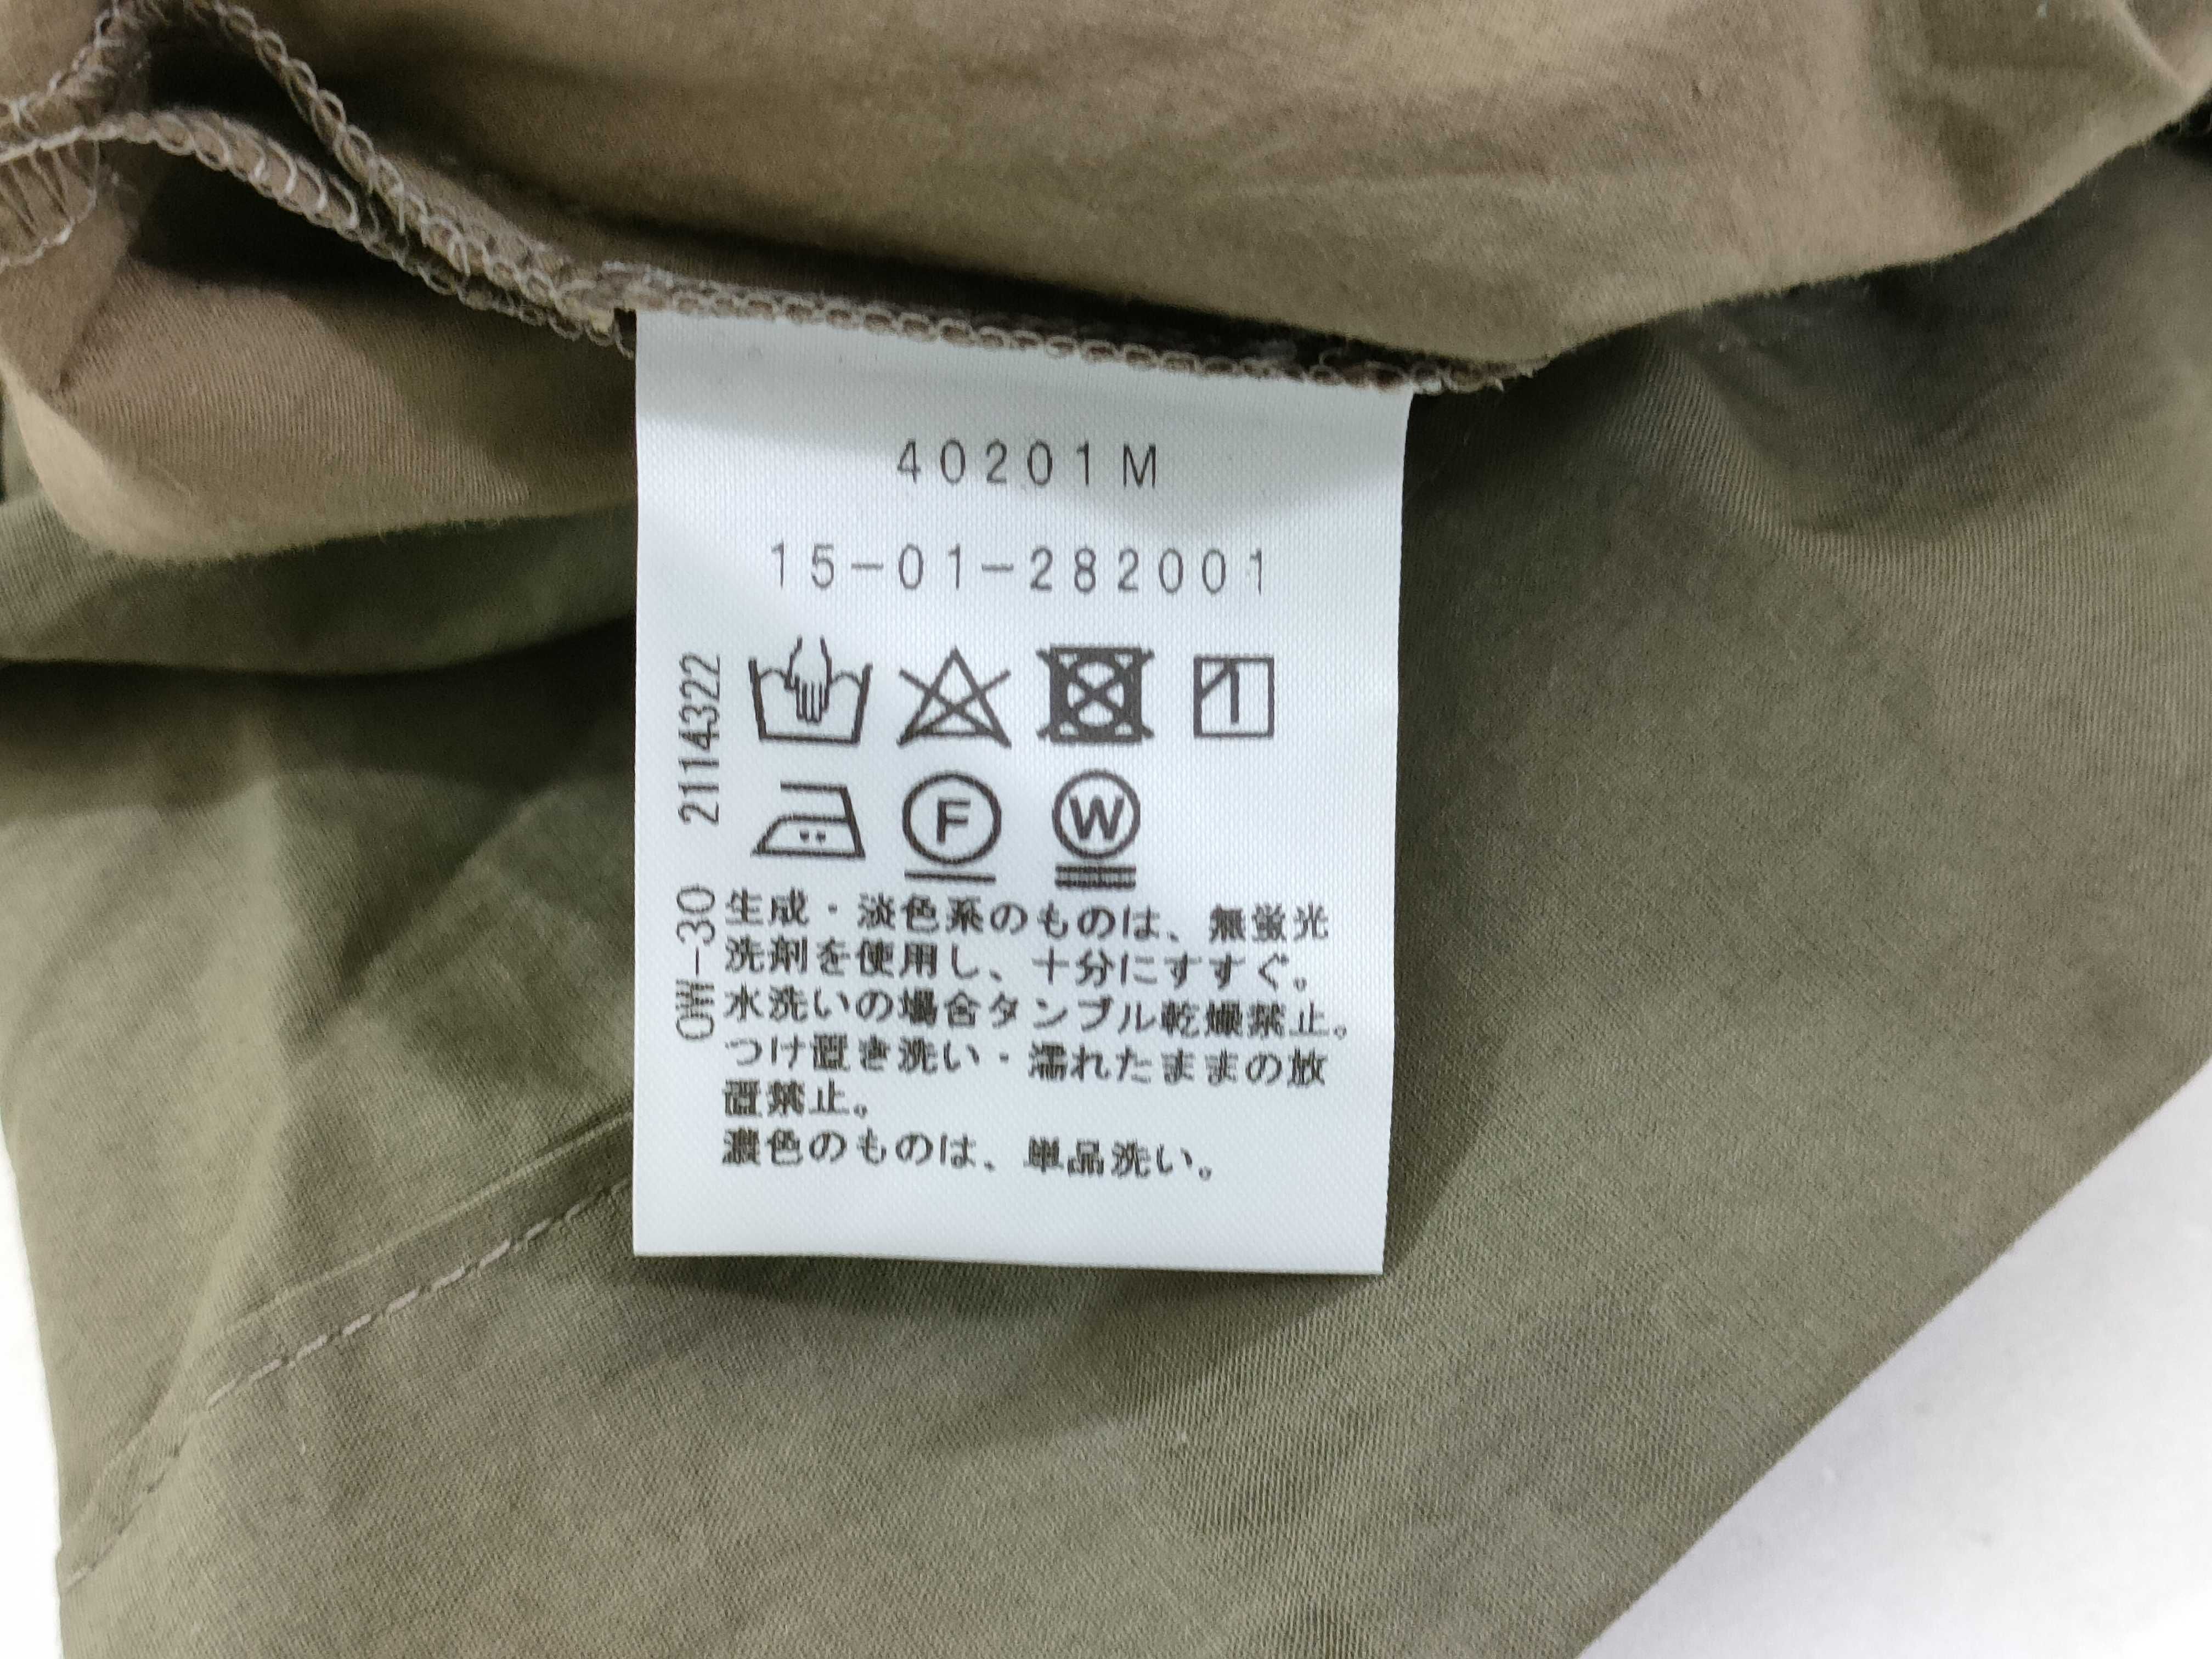 40201M
15-01-282001
2114322
F
W
OW-30
生成・淡色系のものは、無蛍光
洗剤を使用し、十分にすすぐ。
水洗いの場合タンブル乾燥禁止。
つけ置き洗い・濡れたままの放
置禁止。
濃色のものは、単品洗い。